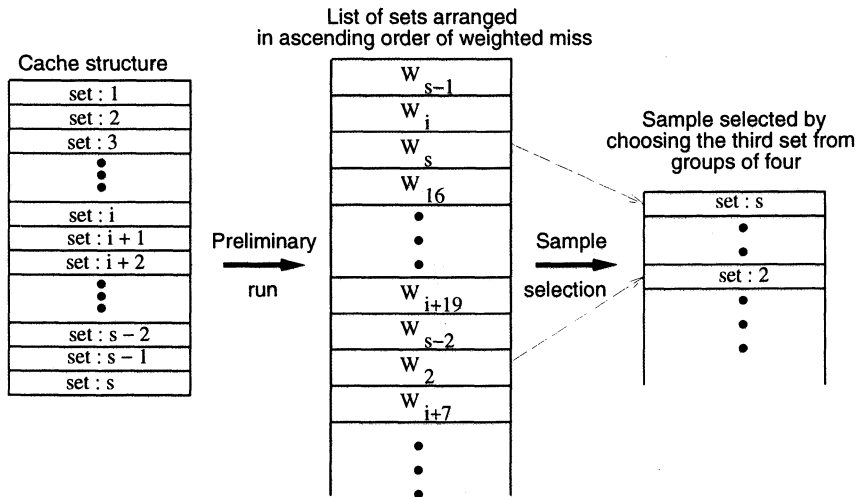 List of sets arranged
in ascending order of weighted miss
Cache structure
set : 1
set : 2
set : 3
set : i
set : i + 1
set : i + 2
set : s − 2
set : s − 1
set : s
Preliminary
run
W s−1
W i
W s
W 16
W i+19
W s−2
W 2
W i+7
Sample
selection
Sample selected by
choosing the third set from
groups of four
set : s
set : 2